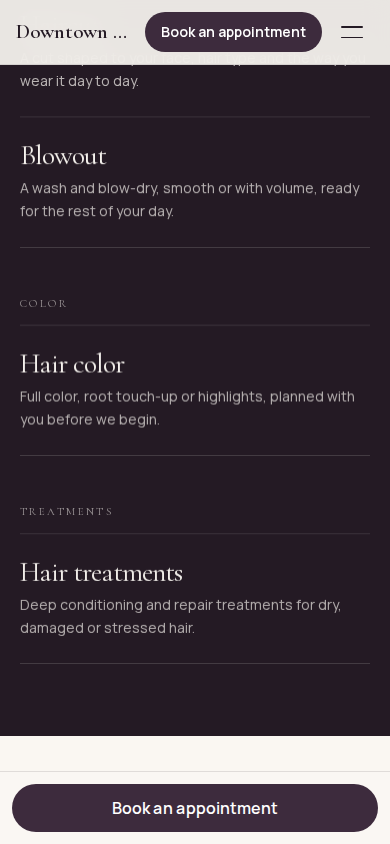 Downtown ...
Book an appointment
wear it day to day.
Blowout
A wash and blow-dry, smooth or with volume, ready
for the rest of your day.
COLOR
Hair color
Full color, root touch-up or highlights, planned with
you before we begin.
TREATMENTS
Hair treatments
Deep conditioning and repair treatments for dry,
damaged or stressed hair.
Book an appointment